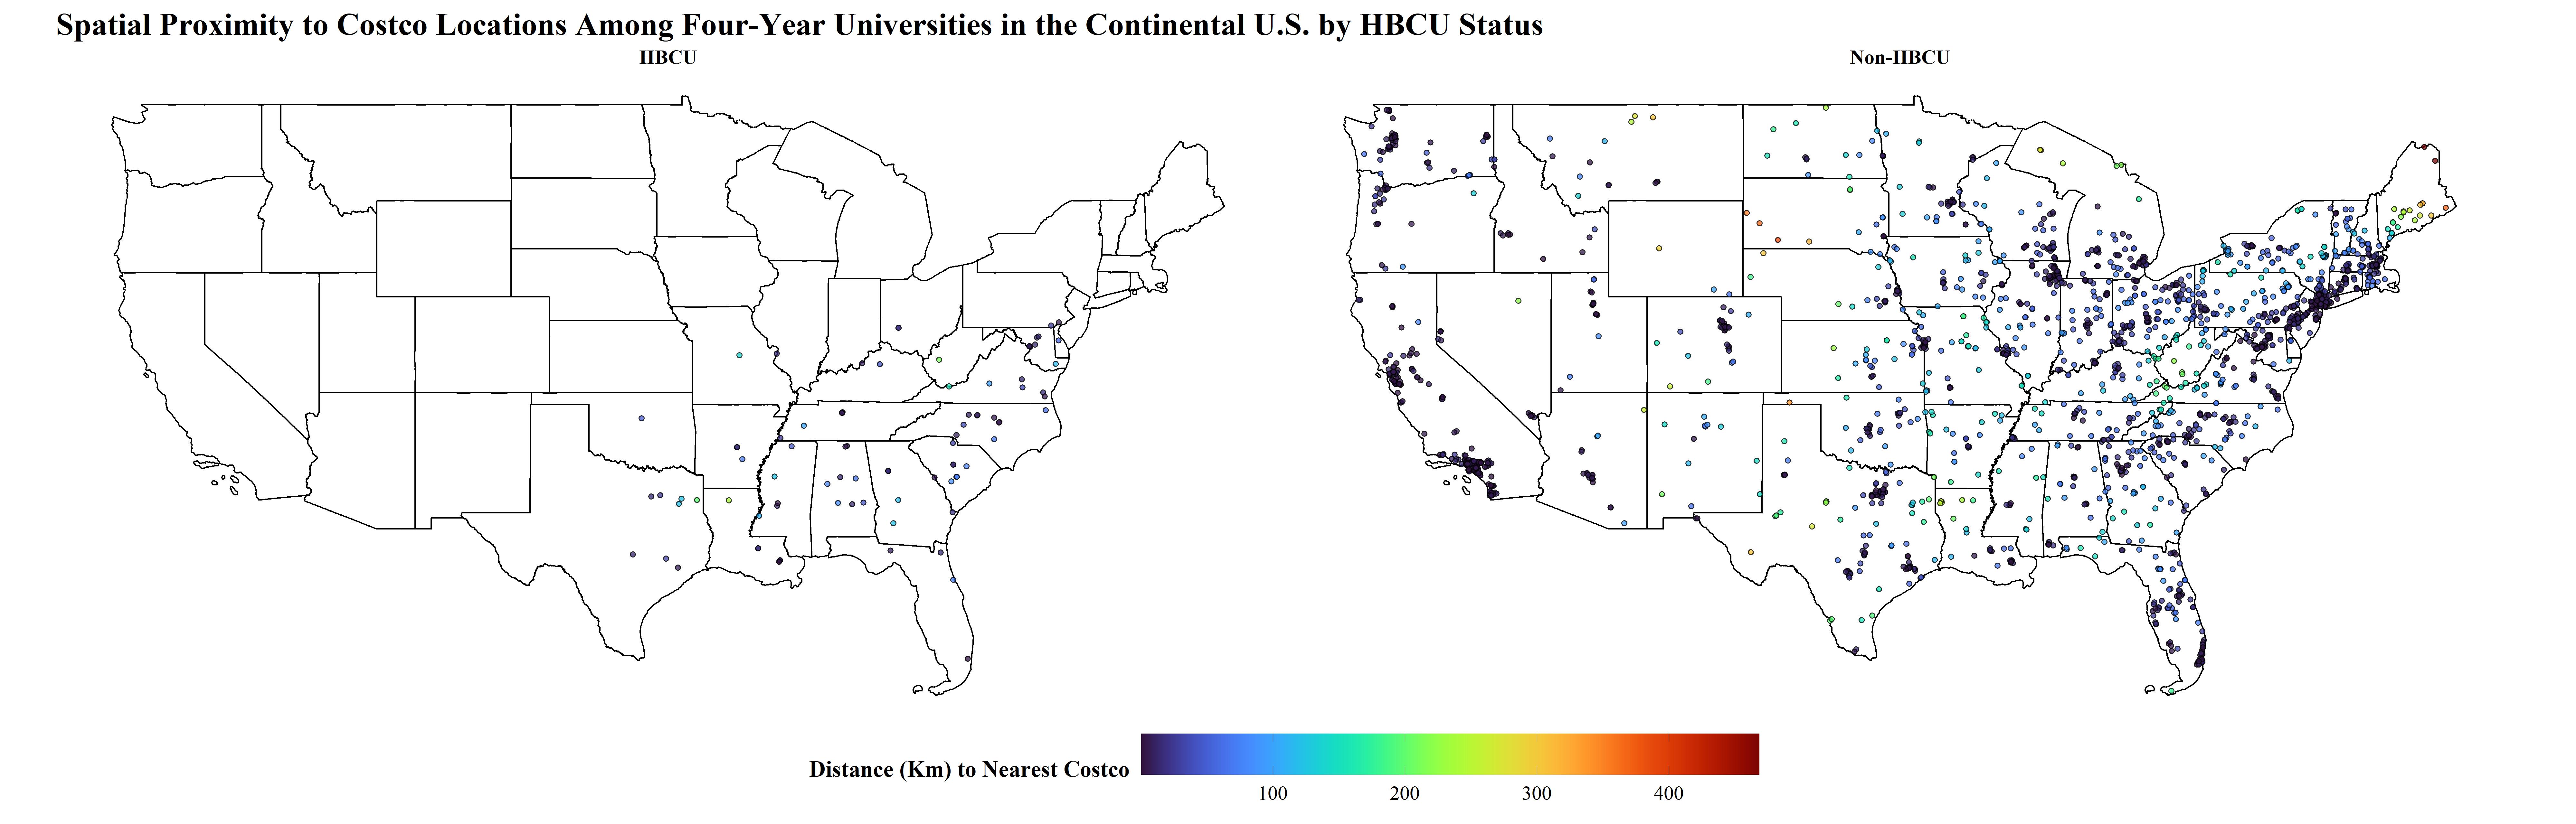 Spatial Proximity to Costco Locations Among Four-Year Universities in the Continental U.S. by HBCU Status
HBCU
Non-HBCU
Distance (Km) to Nearest Costco
100
200
300
400